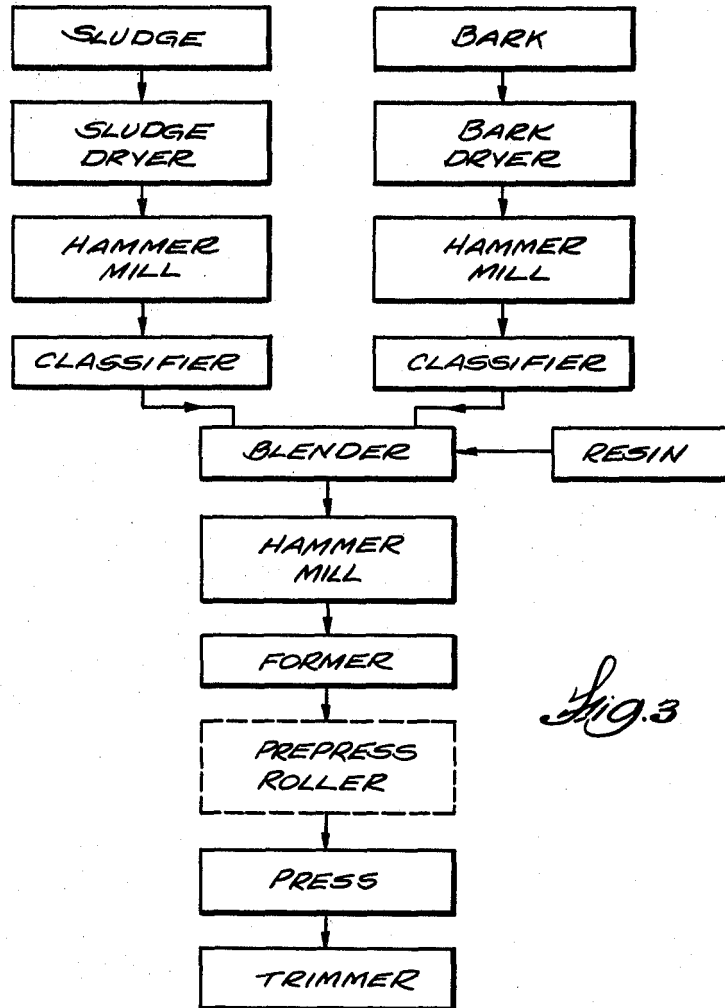 SLUDGE
BARK
SLUDGE
DRYER
BARK
DRYER
HAMMER
MILL
HAMMER
MILL
CLASSIFIER
CLASSIFIER
BLENDER
RESIN
HAMMER
MILL
FORMER
Fig. 3
PREPRESS
ROLLER
PRESS
TRIMMER